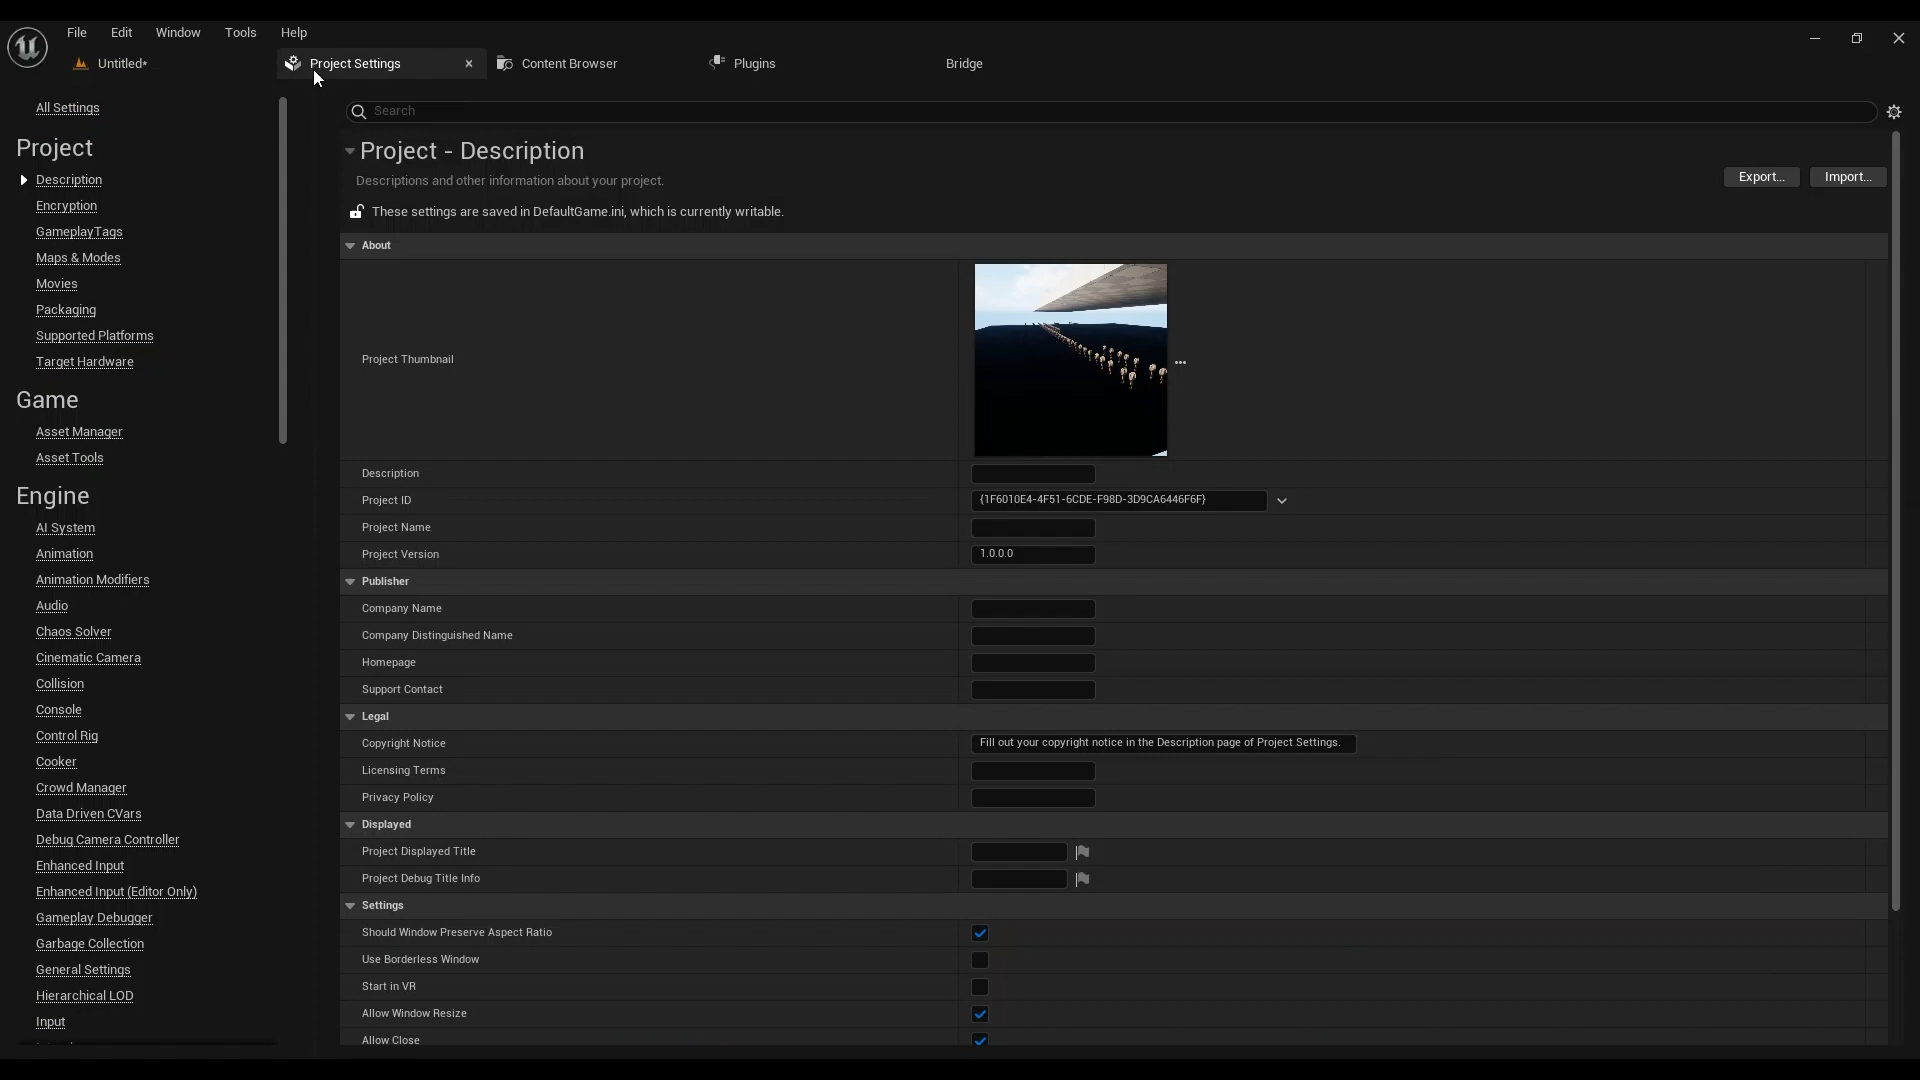 File Edit Window Tools Help
Untitled*
Project Settings
Content Browser
Plugins
Bridge
All Settings
Project
Description
Encryption
GameplayTags
Maps & Modes
Movies
Packaging
Supported Platforms
Target Hardware
Game
Asset Manager
Asset Tools
Engine
AI System
Animation
Animation Modifiers
Audio
Chaos Solver
Cinematic Camera
Collision
Console
Control Rig
Cooker
Crowd Manager
Data Driven CVars
Debug Camera Controller
Enhanced Input
Enhanced Input (Editor Only)
Gameplay Debugger
Garbage Collection
General Settings
Hierarchical LOD
Input
Search
Project - Description
Descriptions and other information about your project.
Export... Import...
These settings are saved in DefaultGame.ini, which is currently writable.
About
Project Thumbnail
Description
Project ID {1F6010E4-4F51-6CDE-F98D-3D9CA6446F6F}
Project Name
Project Version 1.0.0.0
Publisher
Company Name
Company Distinguished Name
Homepage
Support Contact
Legal
Copyright Notice Fill out your copyright notice in the Description page of Project Settings.
Licensing Terms
Privacy Policy
Displayed
Project Displayed Title
Project Debug Title Info
Settings
Should Window Preserve Aspect Ratio
Use Borderless Window
Start in VR
Allow Window Resize
Allow Close